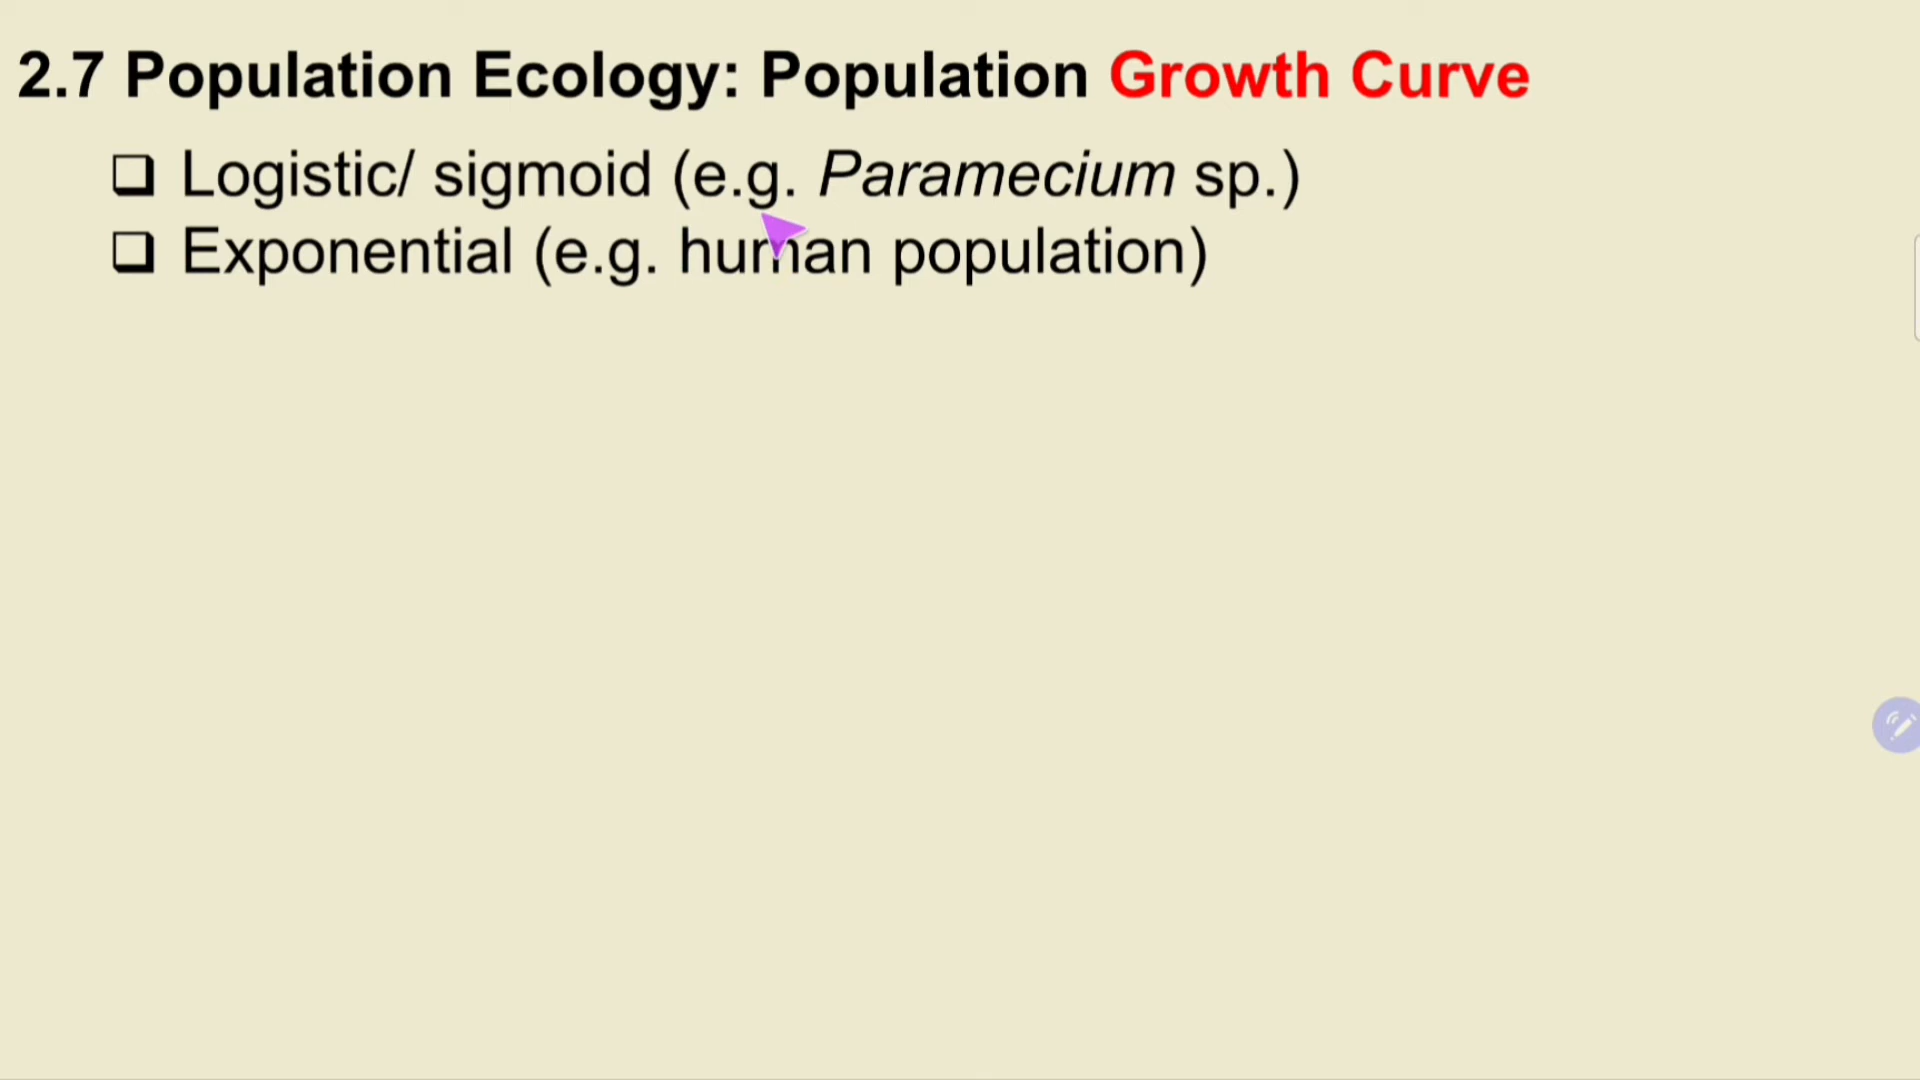 2.7 Population Ecology: Population Growth Curve
❑ Logistic/ sigmoid (e.g. Paramecium sp.)
❑ Exponential (e.g. human population)